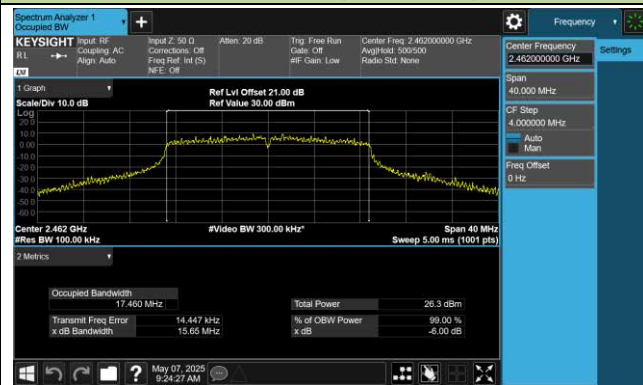 Spectrum Analyzer 1
Occupied BW
Frequency
KEYSIGHT
RL
LXI
Input: RF
Coupling: AC
Align: Auto
Input Z: 50 Ω
Corrections: Off
Freq Ref: Int (S)
NFE: Off
Atten: 20 dB
Trig: Free Run
Gate: Off
#IF Gain: Low
Center Freq: 2.462000000 GHz
Avg|Hold: 500/500
Radio Std: None
Center Frequency
2.462000000 GHz
Settings
Span
40.000 MHz
CF Step
4.000000 MHz
Auto
Man
Freq Offset
0 Hz
1 Graph
Scale/Div 10.0 dB
Ref Lvl Offset 21.00 dB
Ref Value 30.00 dBm
Log
20.0
10.0
0.00
-10.0
-20.0
-30.0
-40.0
-50.0
-60.0
Center 2.462 GHz
#Video BW 300.00 kHz*
Span 40 MHz
#Res BW 100.00 kHz
Sweep 5.00 ms (1001 pts)
2 Metrics
Occupied Bandwidth
17.460 MHz
Total Power 26.3 dBm
Transmit Freq Error 14.447 kHz
% of OBW Power 99.00 %
x dB Bandwidth 15.65 MHz
x dB -6.00 dB
?
May 07, 2025
9:24:27 AM